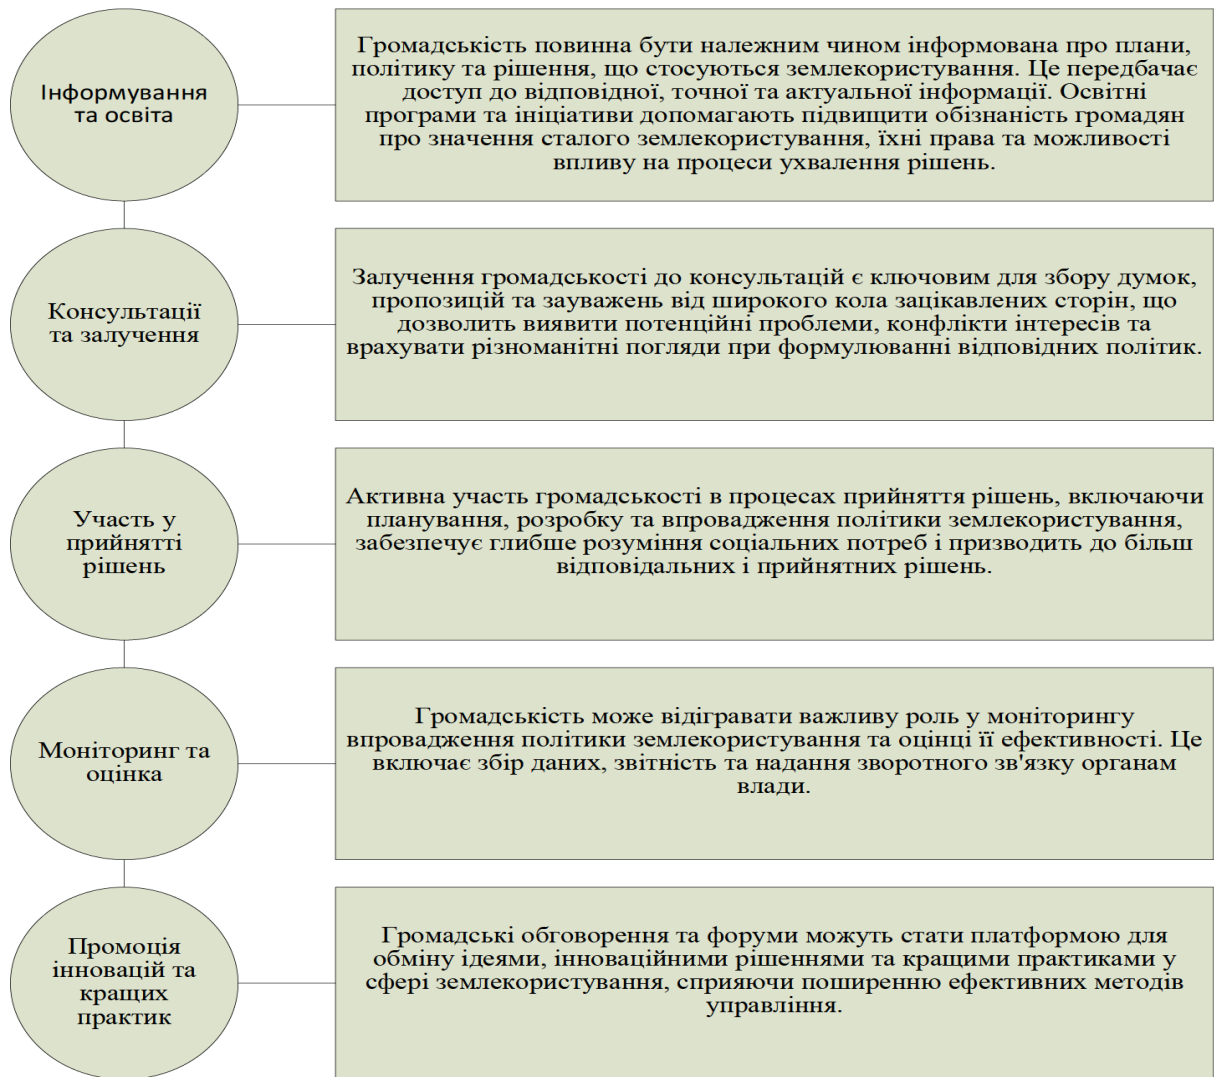 Інформування
та освіта
Громадськість повинна бути належним чином інформована про плани,
політику та рішення, що стосуються землекористування. Це передбачає
доступ до відповідної, точної та актуальної інформації. Освітні
програми та ініціативи допомагають підвищити обізнаність громадян
про значення сталого землекористування, їхні права та можливості
впливу на процеси ухвалення рішень.
Консультації
та залучення
Залучення громадськості до консультацій є ключовим для збору думок,
пропозицій та зауважень від широкого кола зацікавлених сторін, що
дозволить виявити потенційні проблеми, конфлікти інтересів та
врахувати різноманітні погляди при формулюванні відповідних політик.
Участь у
прийнятті
рішень
Активна участь громадськості в процесах прийняття рішень, включаючи
планування, розробку та впровадження політики землекористування,
забезпечує глибше розуміння соціальних потреб і призводить до більш
відповідальних і прийнятних рішень.
Моніторинг та
оцінка
Громадськість може відігравати важливу роль у моніторингу
впровадження політики землекористування та оцінці її ефективності. Це
включає збір даних, звітність та надання зворотного зв'язку органам
влади.
Промоція
інновацій та
кращих
практик
Громадські обговорення та форуми можуть стати платформою для
обміну ідеями, інноваційними рішеннями та кращими практиками у
сфері землекористування, сприяючи поширенню ефективних методів
управління.